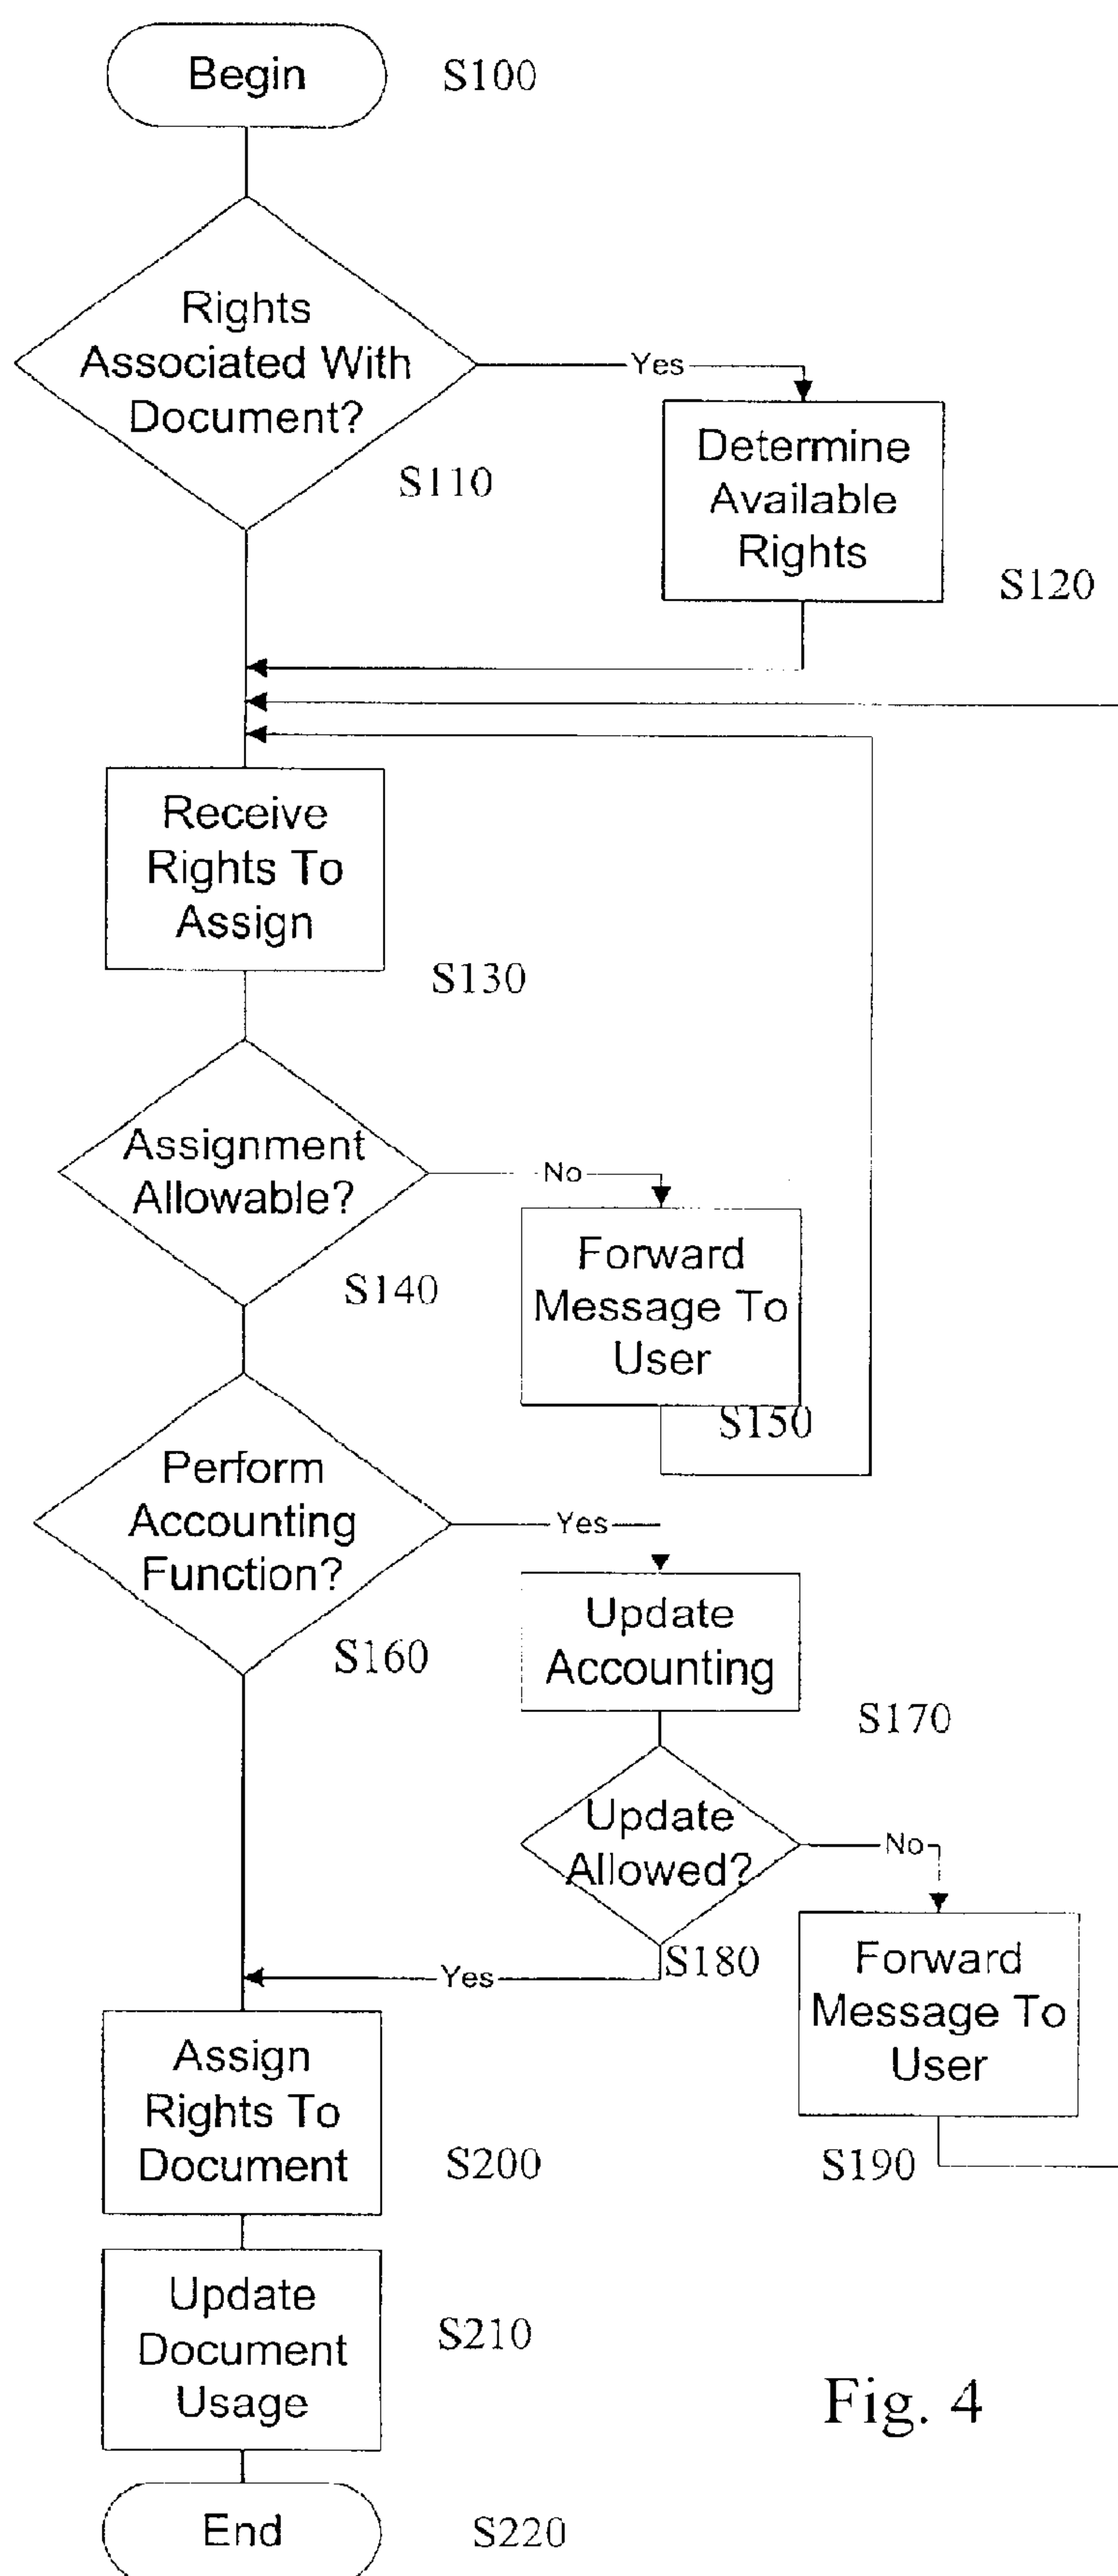 Begin
S100
Rights
Associated With
Document?
S110
Yes
Determine
Available
Rights
S120
Receive
Rights To
Assign
S130
Assignment
Allowable?
S140
No
Forward
Message To
User
S150
Perform
Accounting
Function?
S160
Yes
Update
Accounting
S170
Update
Allowed?
S180
No
Yes
Forward
Message To
User
S190
Assign
Rights To
Document
S200
Update
Document
Usage
S210
Fig. 4
End
S220